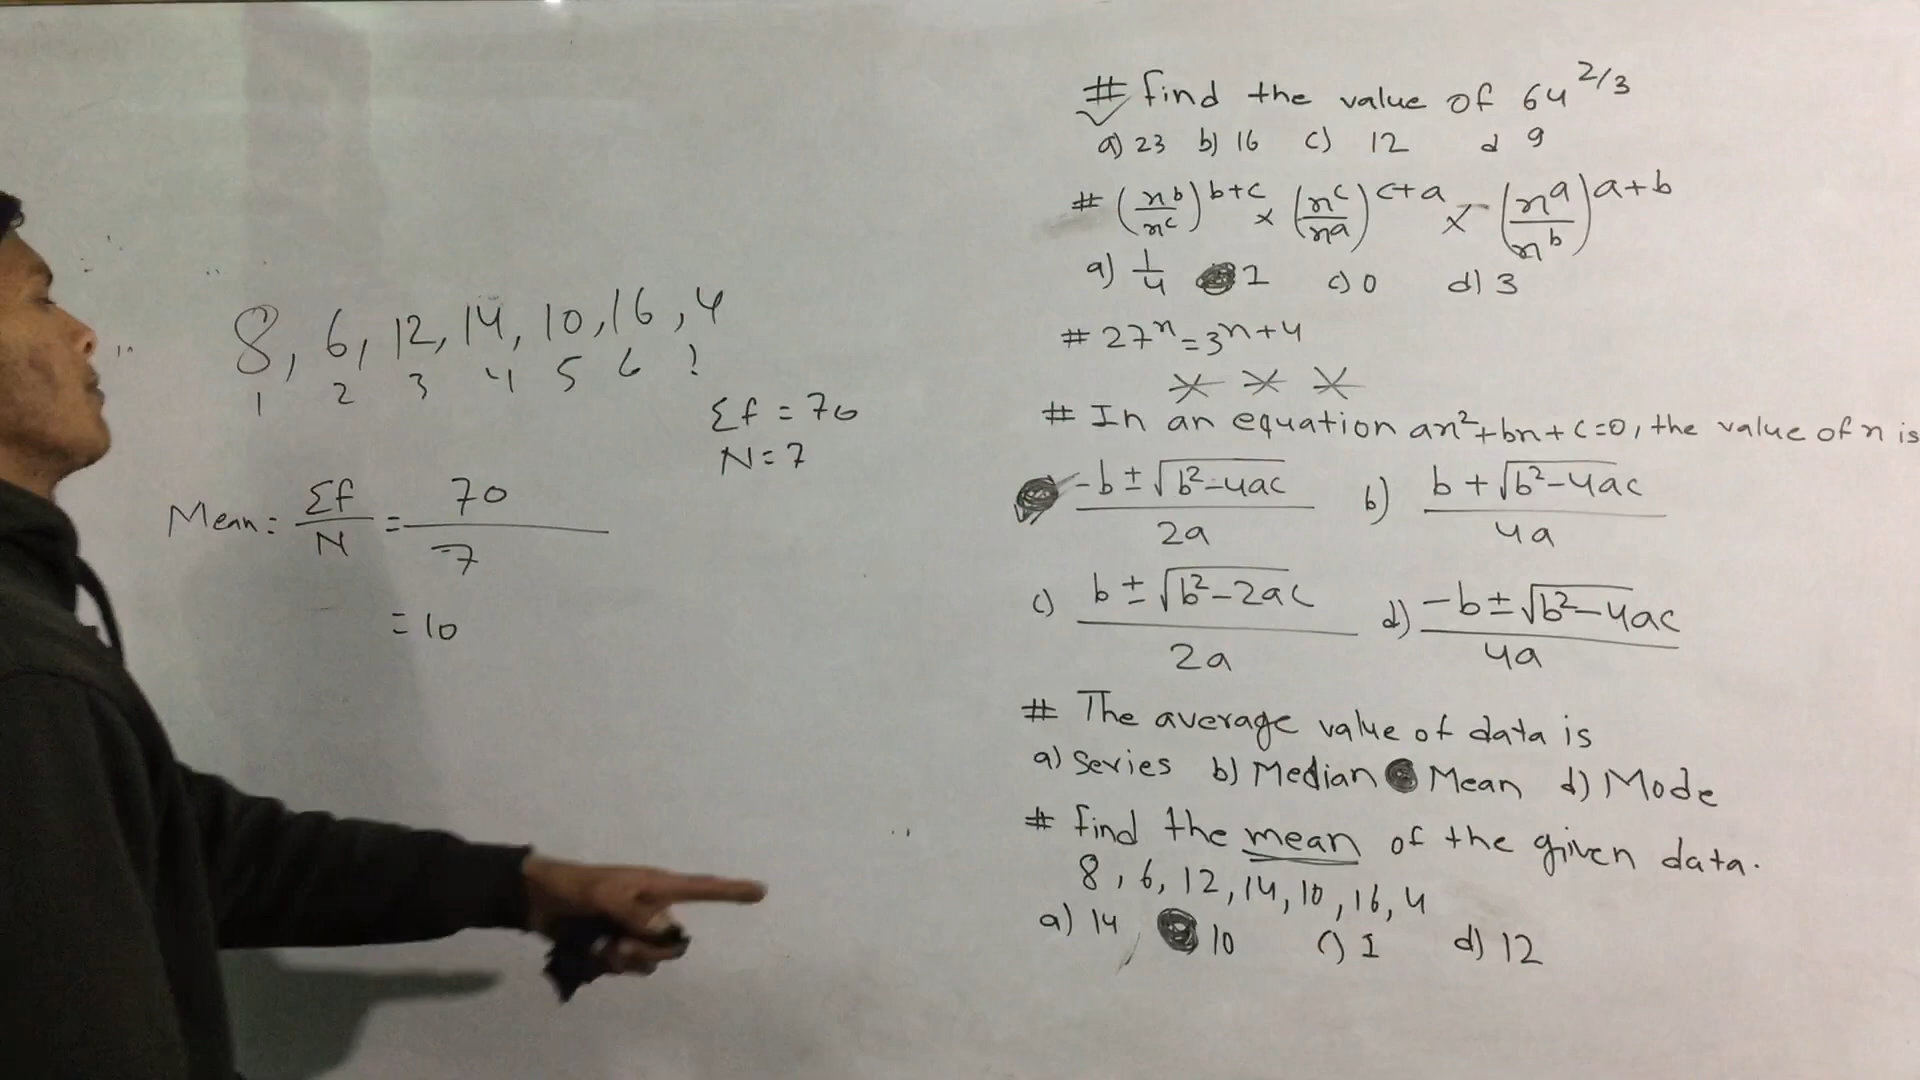 8, 6, 12, 14, 10, 16, 4
1 2 3 4 5 6 7
Σf = 70
N = 7
Mean = Σf/N = 70/7
= 10
# find the value of 64^2/3
a) 23 b) 16 c) 12 d 9
# (x^b/x^c)^b+c × (x^c/x^a)^c+a × (x^a/x^b)^a+b
a) 1/4 1 c) 0 d) 3
# 27^x = 3^x+4
# In an equation ax²+bx+c=0, the value of x is
-b ± √b²-4ac / 2a b) b + √b²-4ac / 4a
c) b ± √b²-2ac / 2a d) -b ± √b²-4ac / 4a
# The average value of data is
a) series b) Median Mean d) Mode
# find the mean of the given data.
8, 6, 12, 14, 10, 16, 4
a) 14 10 c) 1 d) 12